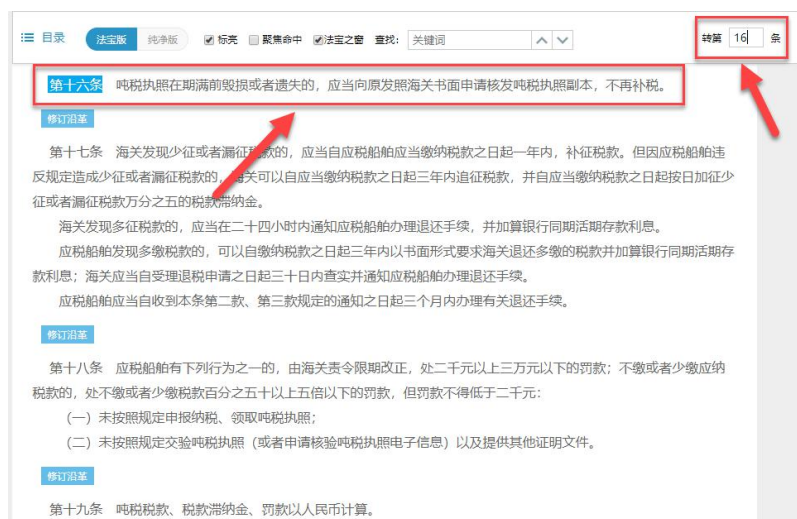 目录 法宝版 纯净版 标亮 聚焦命中 法宝之窗 查找： 关键词 转第 16 条
第十六条 吨税执照在期满前毁损或者遗失的，应当向原发照海关书面申请核发吨税执照副本，不再补税。
修订沿革
第十七条 海关发现少征或者漏征税款的，应当自应税船舶应当缴纳税款之日起一年内，补征税款。但因应税船舶违
反规定造成少征或者漏征税款的，海关可以自应当缴纳税款之日起三年内追征税款，并自应当缴纳税款之日起按日加征少
征或者漏征税款万分之五的税款滞纳金。
海关发现多征税款的，应当在二十四小时内通知应税船舶办理退还手续，并加算银行同期活期存款利息。
应税船舶发现多缴税款的，可以自缴纳税款之日起三年内以书面形式要求海关退还多缴的税款并加算银行同期活期存
款利息；海关应当自受理退税申请之日起三十日内查实并通知应税船舶办理退还手续。
应税船舶应当自收到本条第二款、第三款规定的通知之日起三个月内办理有关退还手续。
修订沿革
第十八条 应税船舶有下列行为之一的，由海关责令限期改正，处二千元以上三万元以下的罚款；不缴或者少缴应纳
税款的，处不缴或者少缴税款百分之五十以上五倍以下的罚款，但罚款不得低于二千元：
（一）未按照规定申报纳税、领取吨税执照；
（二）未按照规定交验吨税执照（或者申请核验吨税执照电子信息）以及提供其他证明文件。
修订沿革
第十九条 吨税税款、税款滞纳金、罚款以人民币计算。